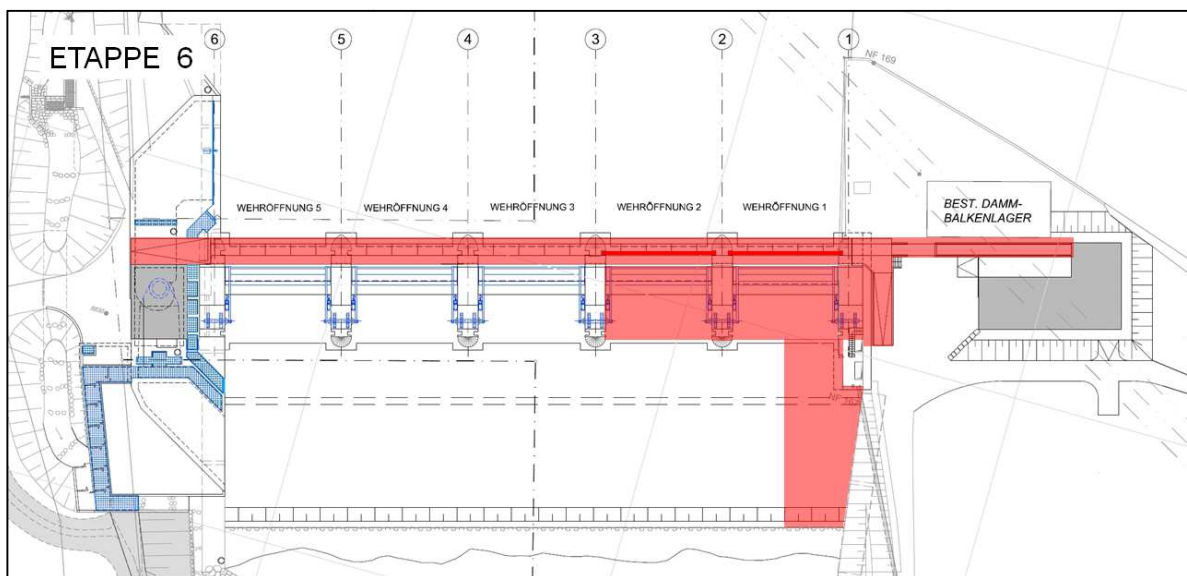 ETAPPE 6
6
5
4
3
2
1
NF 169
WEHRÖFFNUNG 5
WEHRÖFFNUNG 4
WEHRÖFFNUNG 3
WEHRÖFFNUNG 2
WEHRÖFFNUNG 1
BEST. DAMM-
BALKENLAGER